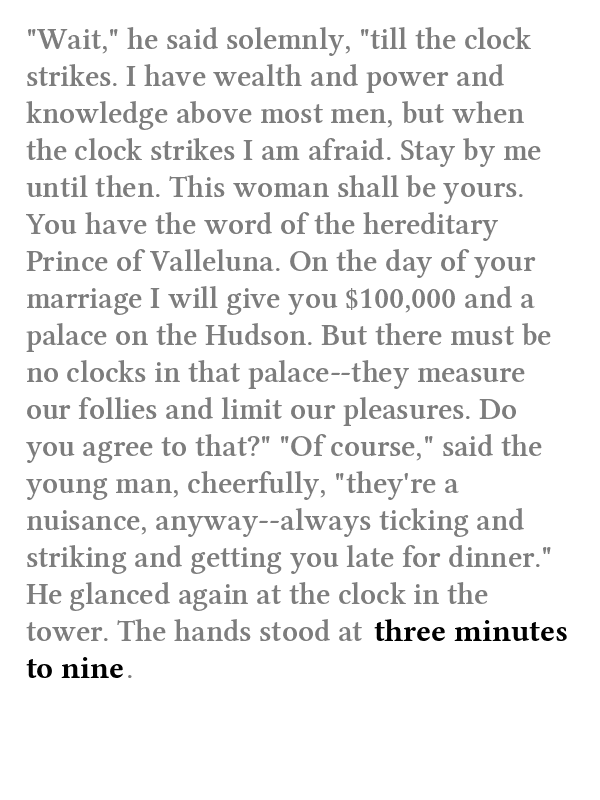 "Wait," he said solemnly, "till the clock
strikes. I have wealth and power and
knowledge above most men, but when
the clock strikes I am afraid. Stay by me
until then. This woman shall be yours.
You have the word of the hereditary
Prince of Valleluna. On the day of your
marriage I will give you $100,000 and a
palace on the Hudson. But there must be
no clocks in that palace--they measure
our follies and limit our pleasures. Do
you agree to that?" "Of course," said the
young man, cheerfully, "they're a
nuisance, anyway--always ticking and
striking and getting you late for dinner."
He glanced again at the clock in the
tower. The hands stood at three minutes
to nine.